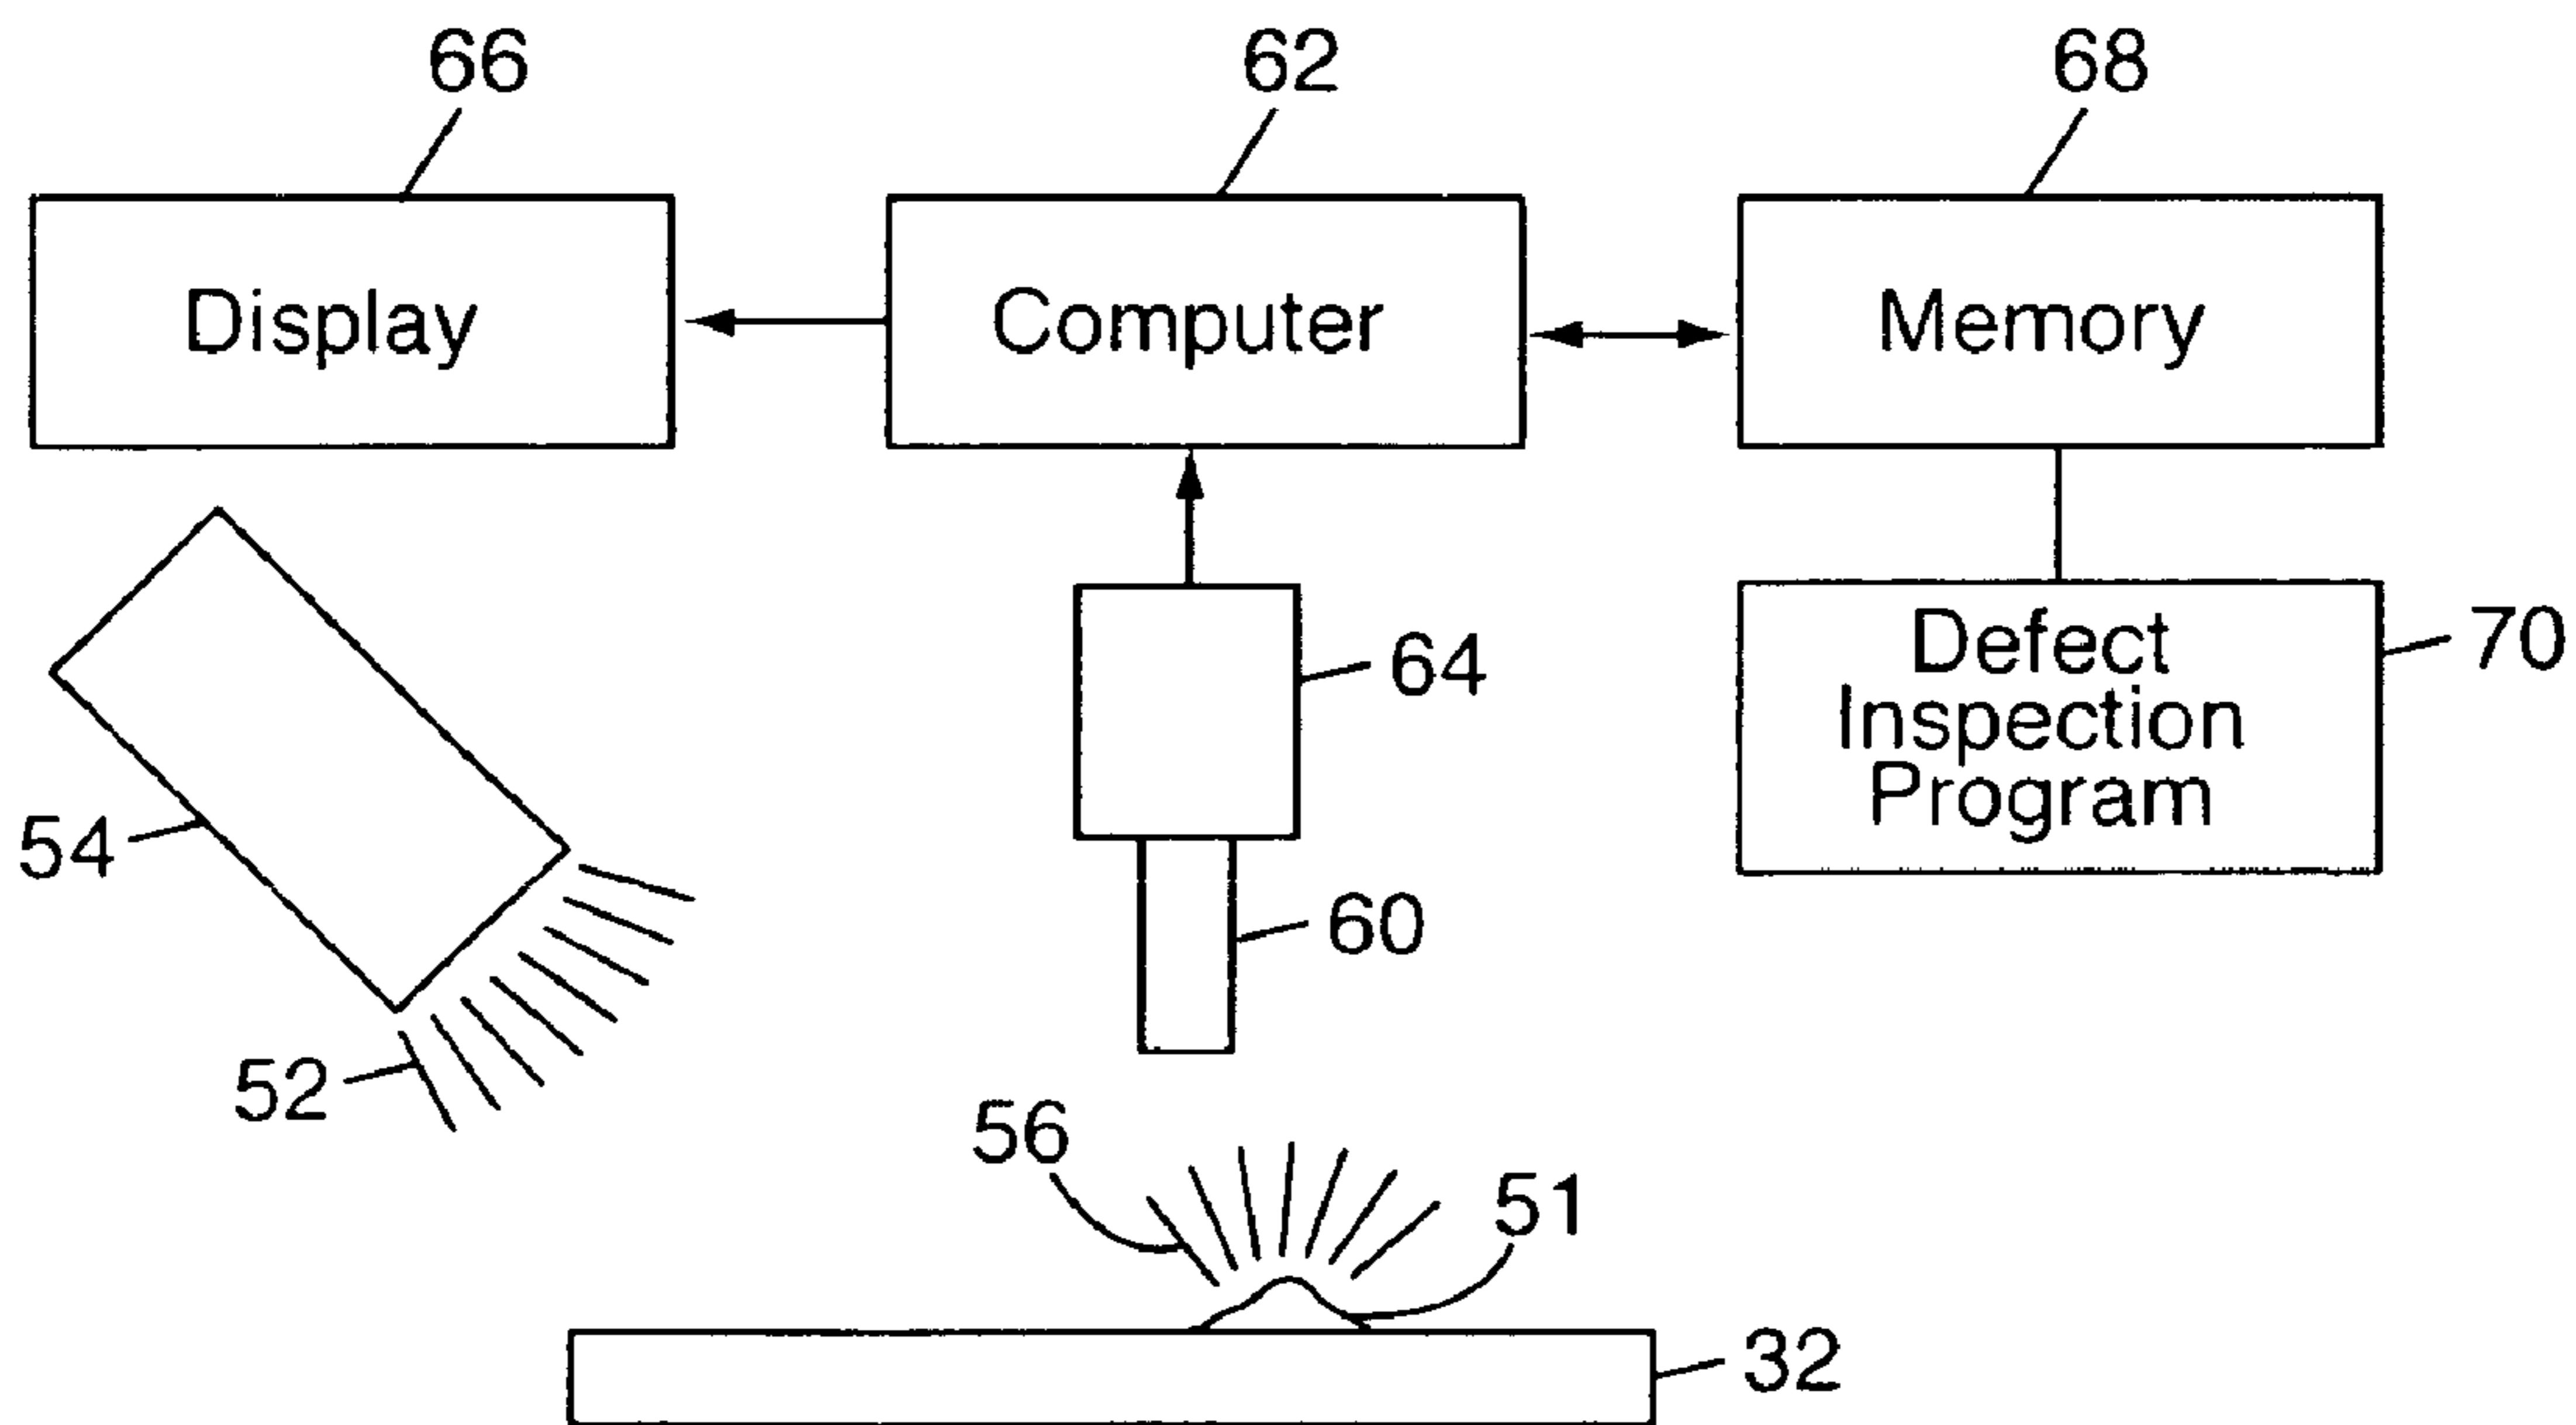 66
62
68
Display
Computer
Memory
64
Defect
Inspection
Program
70
54
60
52
56
51
32